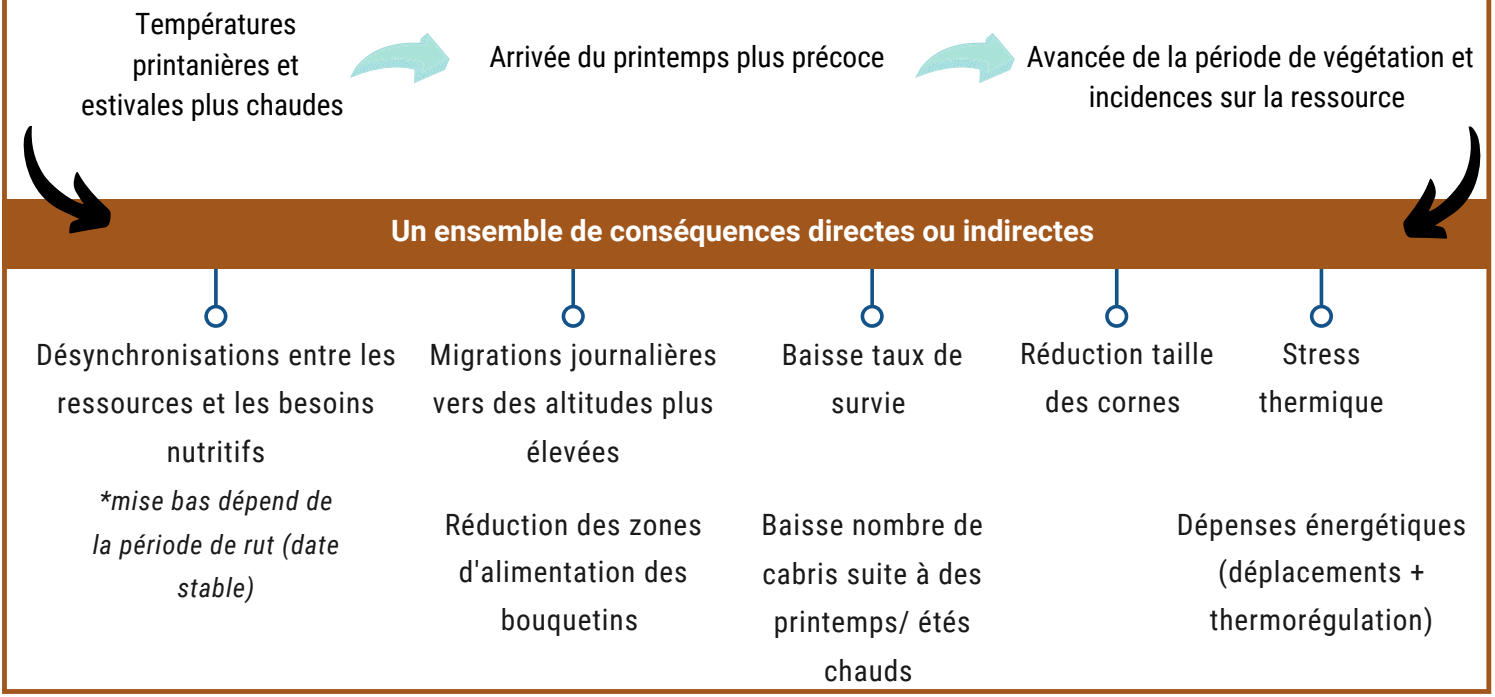 Températures
printanières et
estivales plus chaudes
Arrivée du printemps plus précoce
Avancée de la période de végétation et
incidences sur la ressource
Un ensemble de conséquences directes ou indirectes
Désynchronisations entre les
ressources et les besoins
nutritifs
*mise bas dépend de
la période de rut (date
stable)
Migrations journalières
vers des altitudes plus
élevées
Réduction des zones
d'alimentation des
bouquetins
Baisse taux de
survie
Baisse nombre de
cabris suite à des
printemps/ étés
chauds
Réduction taille
des cornes
Stress
thermique
Dépenses énergétiques
(déplacements +
thermorégulation)